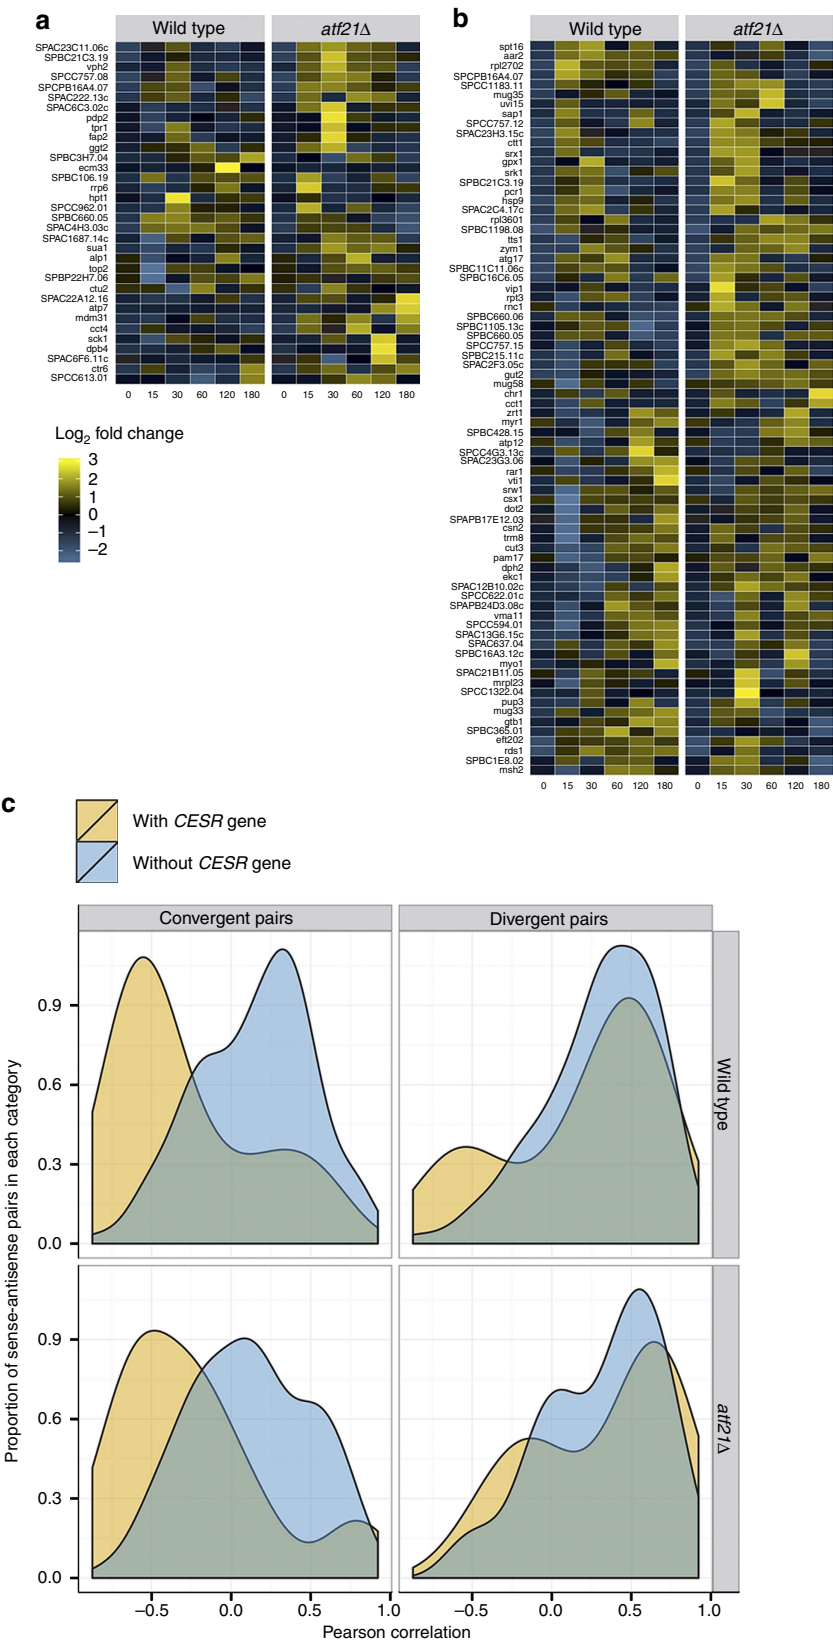 a
Wild type
atf21Δ
SPAC23C11.06c
SPBC21C3.19
vph2
SPCC757.08
SPCPB16A4.07
SPAC222.13c
SPAC6C3.02c
pdp2
tpr1
fap2
ggt2
SPBC3H7.04
ecm33
SPBC106.19
rrp6
hpt1
SPCC962.01
SPBC660.05
SPAC4H3.03c
SPAC1687.14c
sua1
alp1
top2
SPBP22H7.06
ctu2
SPAC22A12.16
atp7
mdm31
cct4
sck1
dpb4
SPAC6F6.11c
ctr6
SPCC613.01
0 15 30 60 120 180 0 15 30 60 120 180
Log2 fold change
3
2
1
0
−1
−2
b
Wild type
atf21Δ
spt16
aar2
rpl2702
SPCPB16A4.07
SPCC1183.11
mug35
uvi15
sap1
SPCC757.12
SPAC23H3.15c
ctt1
srx1
gpx1
srk1
SPBC21C3.19
pcr1
hsp9
SPAC2C4.17c
rpl3601
SPBC1198.08
tts1
zym1
atg17
SPBC11C11.06c
SPBC16C6.05
vip1
rpt3
rnc1
SPBC660.06
SPBC1105.13c
SPBC660.05
SPCC757.15
SPBC215.11c
SPAC2F3.05c
gut2
mug58
chr1
cct1
zrt1
myr1
SPBC428.15
atp12
SPCC4G3.13c
SPAC23G3.06
rar1
vti1
srw1
csx1
dot2
SPAPB17E12.03
csn2
trm8
cut3
pam17
dph2
ekc1
SPAC12B10.02c
SPCC622.01c
SPAPB24D3.08c
vma11
SPCC594.01
SPAC13G6.15c
SPAC637.04
SPBC16A3.12c
myo1
SPAC21B11.05
mrpl23
SPCC1322.04
pup3
mug33
gtb1
SPBC365.01
eft202
rds1
SPBC1E8.02
msh2
0 15 30 60 120 180 0 15 30 60 120 180
c
With CESR gene
Without CESR gene
Convergent pairs
Divergent pairs
Wild type
atf21Δ
Proportion of sense-antisense pairs in each category
0.9
0.6
0.3
0.0
0.9
0.6
0.3
0.0
−0.5 0.0 0.5 1.0 −0.5 0.0 0.5 1.0
Pearson correlation